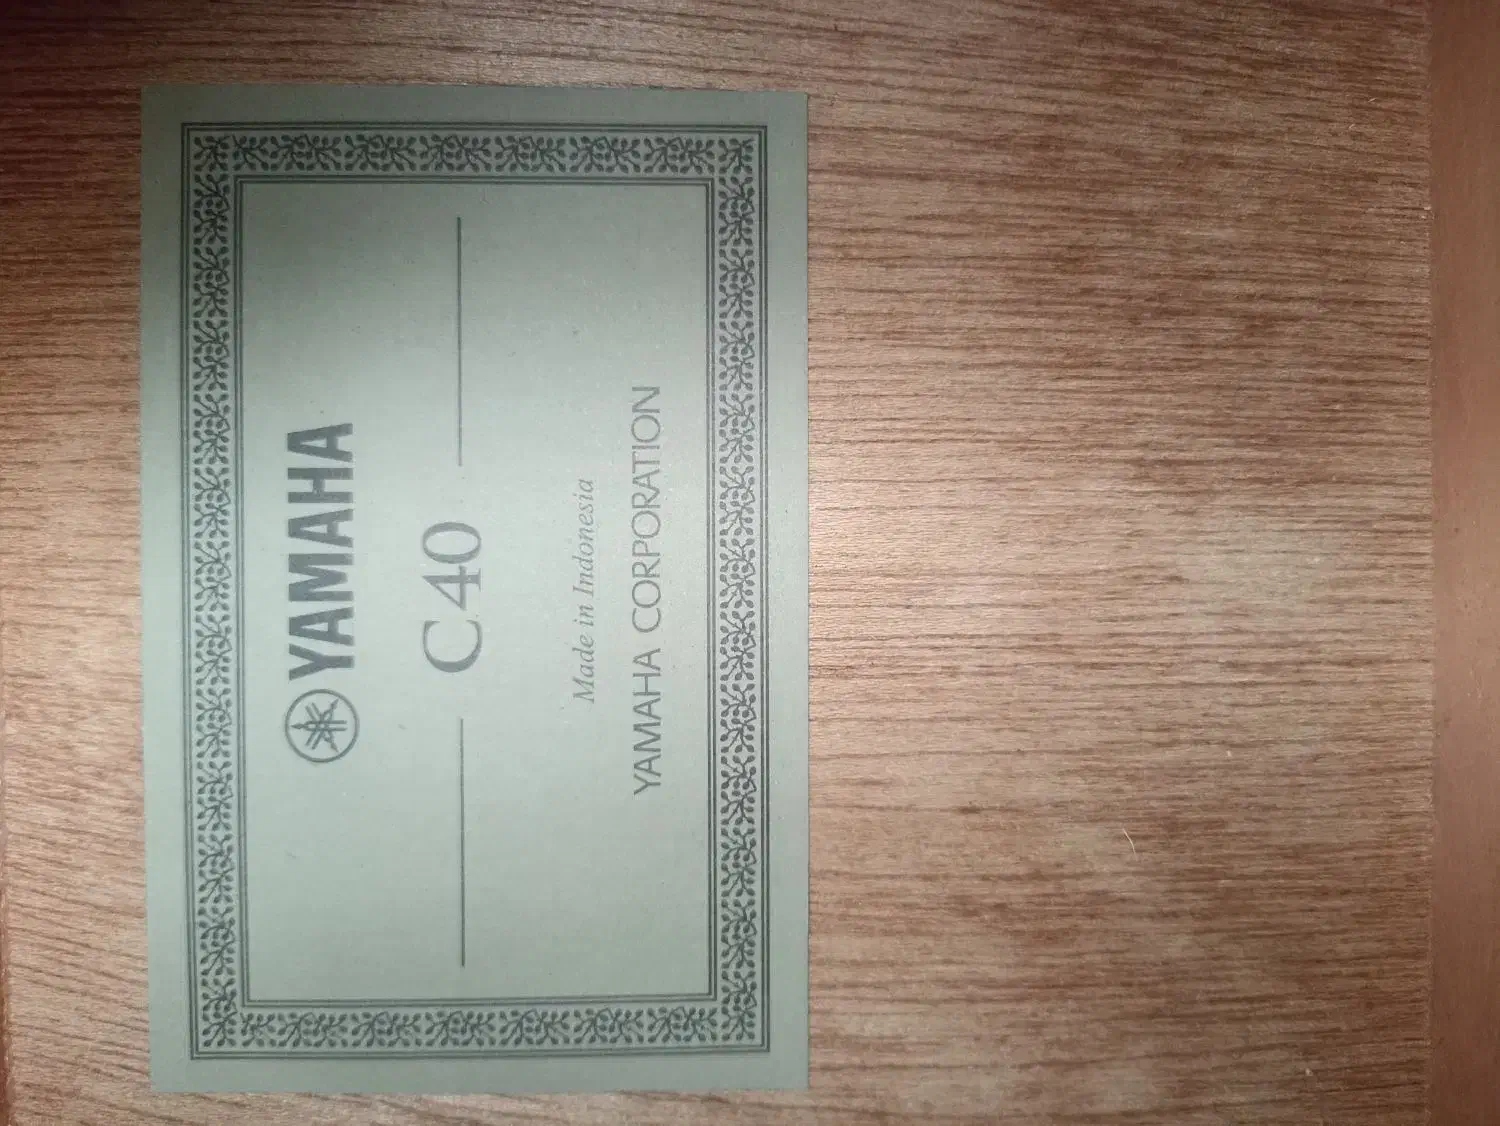 YAMAHA
C40
Made in Indonesia
YAMAHA CORPORATION